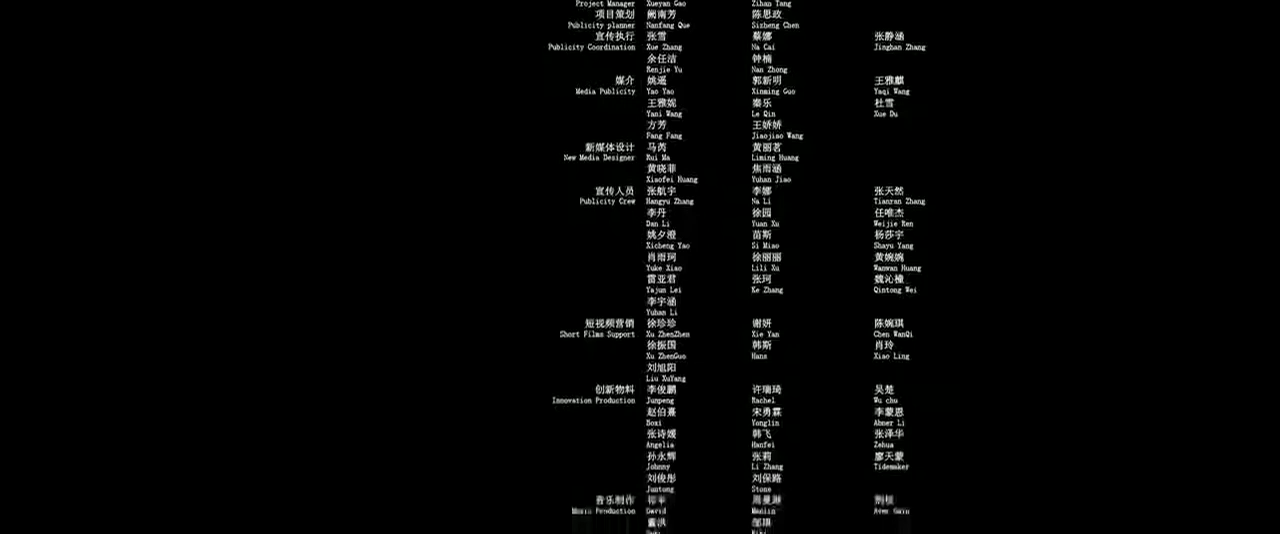 Project Manager Xueyan Gao Zihan Tang
项目策划 阙南芳 陈思政
Publicity planner Nanfang Que Sizheng Chen
宣传执行 张雪 蔡娜 张静涵
Publicity Coordination Xue Zhang Na Cai Jinghan Zhang
余任洁 钟楠
Renjie Yu Nan Zhong
媒介 姚遥 郭新明 王雅麒
Media Publicity Yao Yao Xinming Guo Yaqi Wang
王雅妮 秦乐 杜雪
Yani Wang Le Qin Xue Du
方芳 王娇娇
Fang Fang Jiaojiao Wang
新媒体设计 马芮 黄丽茗
New Media Designer Rui Ma Liming Huang
黄晓菲 焦雨涵
Xiaofei Huang Yuhan Jiao
宣传人员 张航宇 李娜 张天然
Publicity Crew Hangyu Zhang Na Li Tianran Zhang
李丹 徐园 任唯杰
Dan Li Yuan Xu Weijie Ren
姚夕澄 苗斯 杨莎宇
Xicheng Yao Si Miao Shayu Yang
肖雨珂 徐丽丽 黄婉婉
Yuke Xiao Lili Xu Wanwan Huang
雷亚君 张珂 魏沁橦
Yajun Lei Ke Zhang Qintong Wei
李宇涵
Yuhan Li
短视频营销 徐珍珍 谢妍 陈婉琪
Short Films Support Xu ZhenZhen Xie Yan Chen WanQi
徐振国 韩斯 肖玲
Xu ZhenGuo Hans Xiao Ling
刘旭阳
Liu XuYang
创新物料 李俊鹏 许瑞琦 吴楚
Innovation Production Junpeng Rachel Wu chu
赵伯熹 宋勇霖 李蒙恩
Boxi Yonglin Abner Li
张诗媛 韩飞 张泽华
Angelia Hanfei Zehua
孙永辉 张莉 廖天蒙
Johnny Li Zhang Tidemaker
刘俊彤 刘保路
Juntong Stone
音乐制作
Music Production David